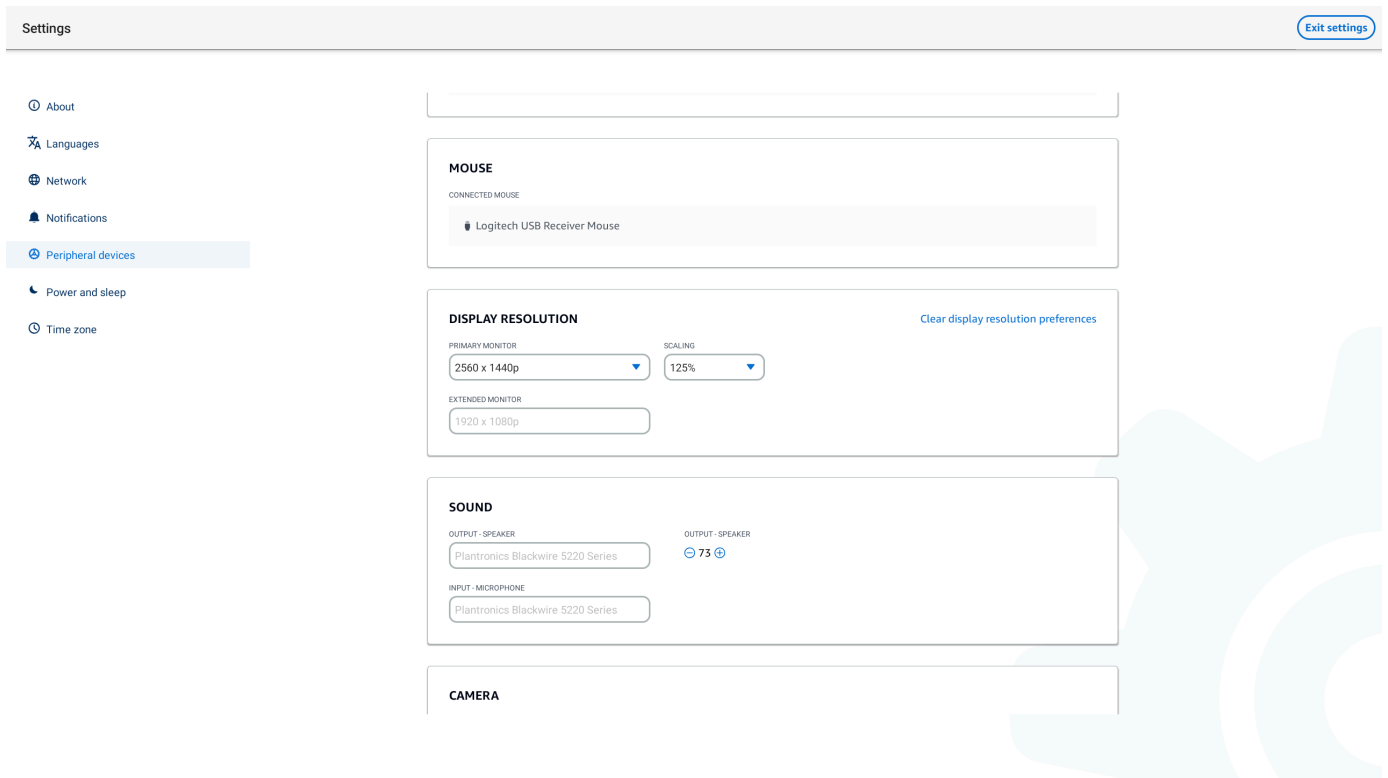 Settings
Exit settings
About
Languages
Network
Notifications
Peripheral devices
Power and sleep
Time zone
MOUSE
CONNECTED MOUSE
Logitech USB Receiver Mouse
DISPLAY RESOLUTION
Clear display resolution preferences
PRIMARY MONITOR
SCALING
2560 x 1440p
125%
EXTENDED MONITOR
1920 x 1080p
SOUND
OUTPUT - SPEAKER
OUTPUT - SPEAKER
Plantronics Blackwire 5220 Series
73
INPUT - MICROPHONE
Plantronics Blackwire 5220 Series
CAMERA